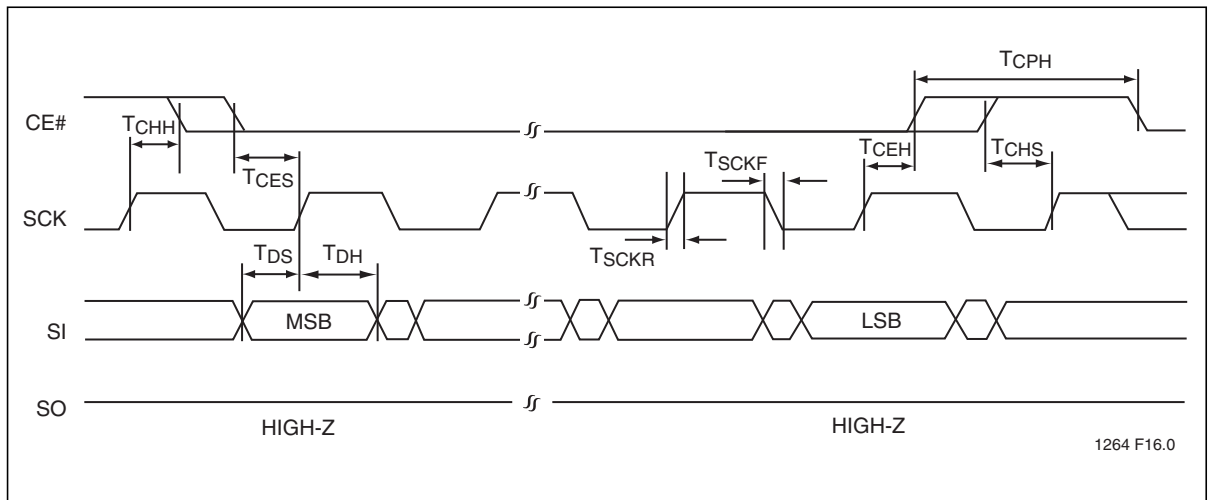 TCPH
CE#
TCHH
TCES
TSCKF
TCEH
TCHS
SCK
TSCKR
TDS
TDH
SI
MSB
LSB
SO
HIGH-Z
HIGH-Z
1264 F16.0